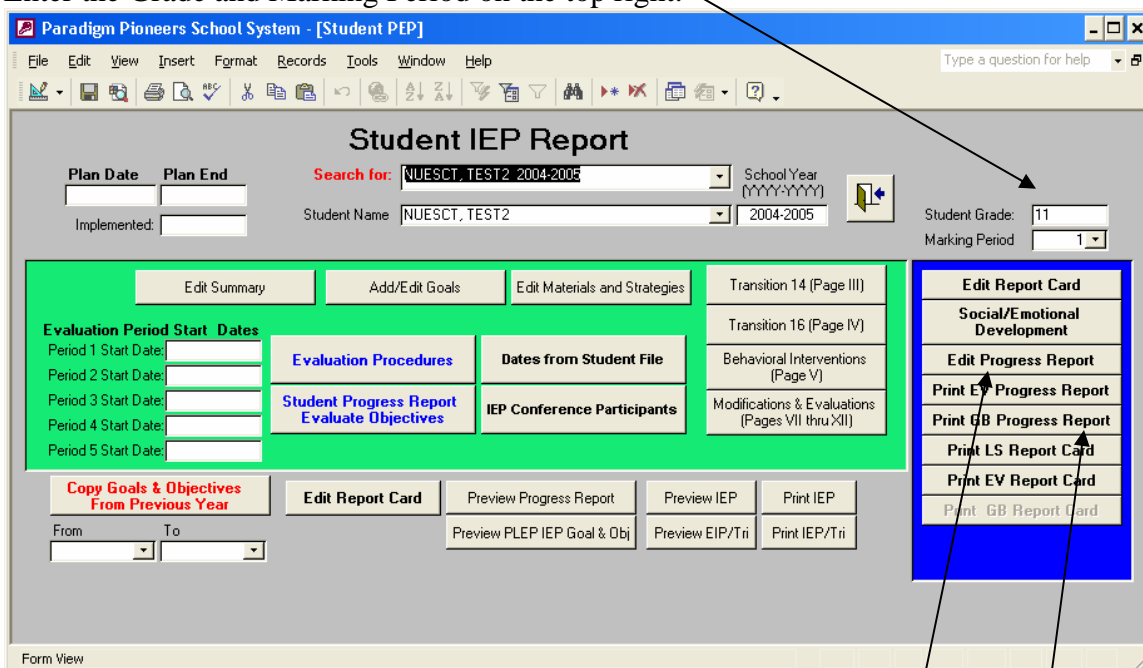 Enter the Grade and Marking Period on the top right.
Paradigm Pioneers School System - [Student PEP]
File Edit View Insert Format Records Tools Window Help
Type a question for help
Student IEP Report
Plan Date Plan End
Search for: NUESCT, TEST2 2004-2005
School Year
(YYYY-YYYY)
Implemented:
Student Name NUESCT, TEST2
2004-2005
Student Grade: 11
Marking Period 1
Edit Summary
Add/Edit Goals
Edit Materials and Strategies
Transition 14 (Page III)
Transition 16 (Page IV)
Behavioral Interventions
(Page V)
Modifications & Evaluations
(Pages VII thru XII)
Evaluation Period Start Dates
Period 1 Start Date:
Period 2 Start Date:
Period 3 Start Date:
Period 4 Start Date:
Period 5 Start Date:
Evaluation Procedures
Dates from Student File
Student Progress Report
Evaluate Objectives
IEP Conference Participants
Edit Report Card
Social/Emotional
Development
Edit Progress Report
Print EV Progress Report
Print GB Progress Report
Print LS Report Card
Print EV Report Card
Print GB Report Card
Copy Goals & Objectives
From Previous Year
From To
Edit Report Card
Preview Progress Report
Preview IEP
Print IEP
Preview PLEP IEP Goal & Obj
Preview EIP/Tri
Print IEP/Tri
Form View